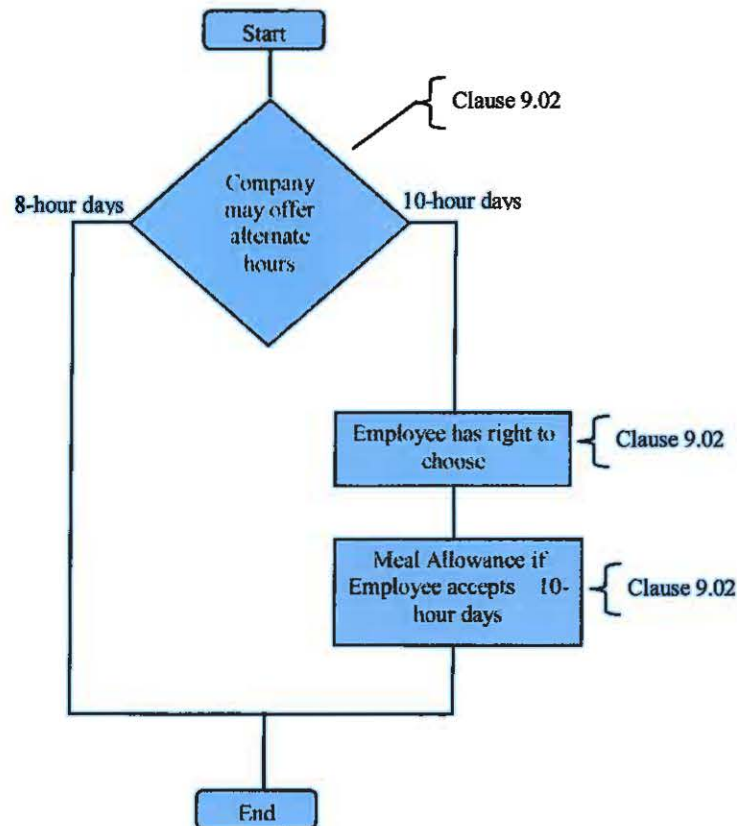 Start
Clause 9.02
Company
may offer
alternate
hours
8-hour days
10-hour days
Employee has right to
choose
Clause 9.02
Meal Allowance if
Employee accepts 10-
hour days
Clause 9.02
End